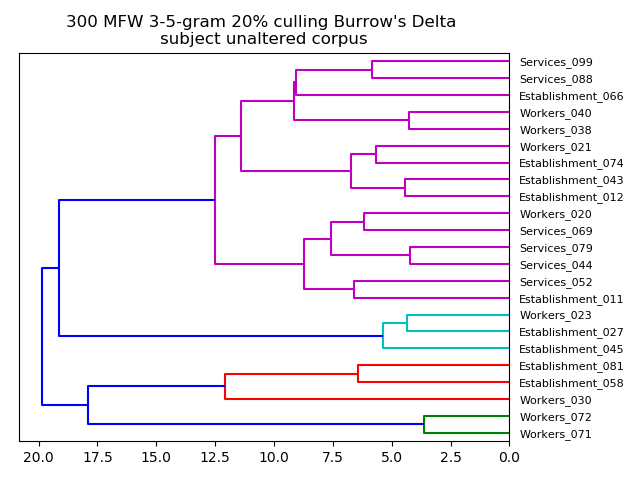 300 MFW 3-5-gram 20% culling Burrow's Delta
subject unaltered corpus
Services_099
Services_088
Establishment_066
Workers_040
Workers_038
Workers_021
Establishment_074
Establishment_043
Establishment_012
Workers_020
Services_069
Services_079
Services_044
Services_052
Establishment_011
Workers_023
Establishment_027
Establishment_045
Establishment_081
Establishment_058
Workers_030
Workers_072
Workers_071
20.0 17.5 15.0 12.5 10.0 7.5 5.0 2.5 0.0